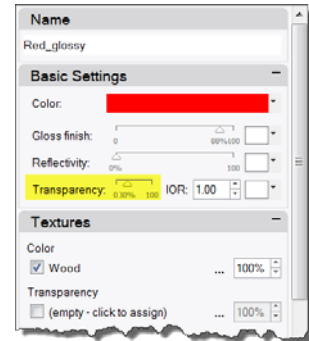 Name
Red_glossy
Basic Settings
Color:
Gloss finish: 0 100
Reflectivity: 0% 100
Transparency: 0 30% 100 IOR: 1.00
Textures
Color
Wood ... 100%
Transparency
(empty - click to assign) ... 100%